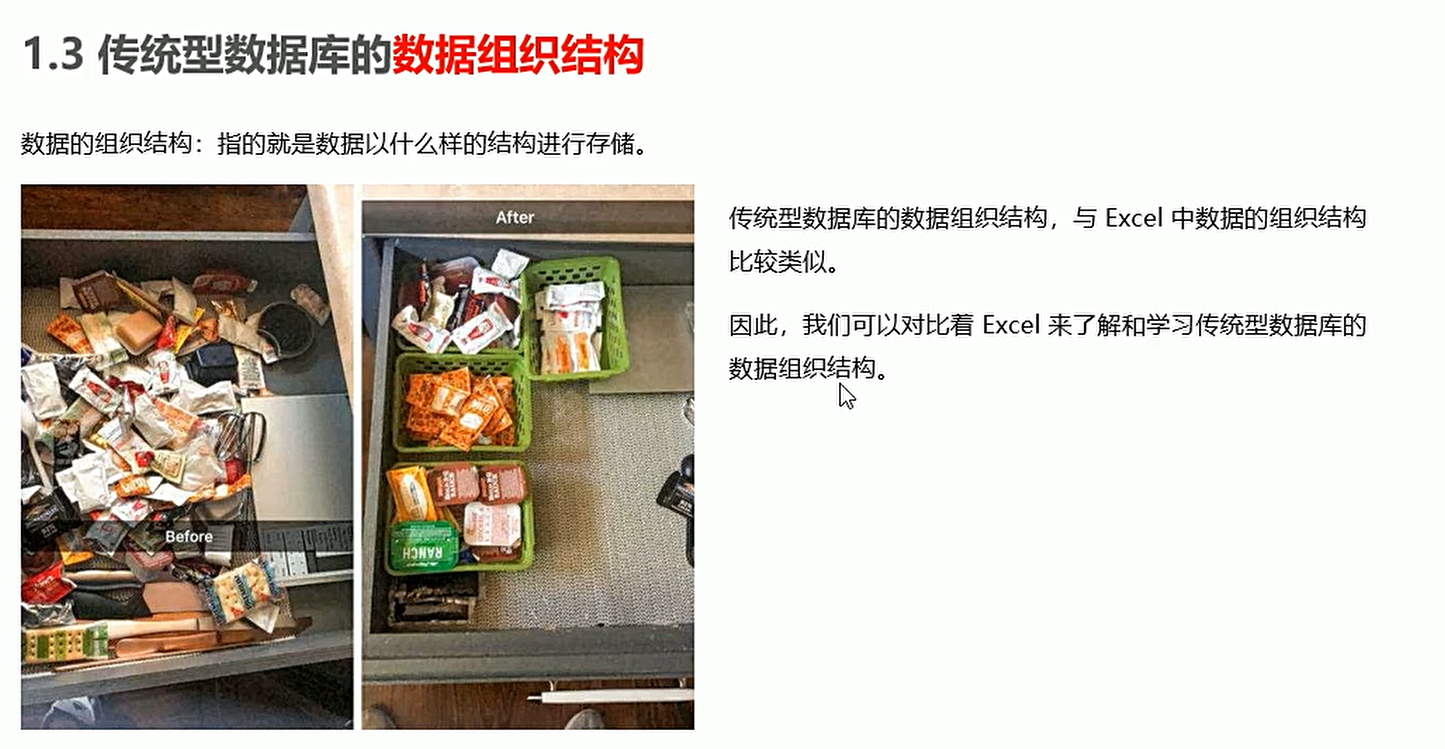 1.3 传统型数据库的数据组织结构
数据的组织结构：指的就是数据以什么样的结构进行存储。
After
传统型数据库的数据组织结构，与 Excel 中数据的组织结构
比较类似。
因此，我们可以对比着 Excel 来了解和学习传统型数据库的
数据组织结构。
Before
RANCH